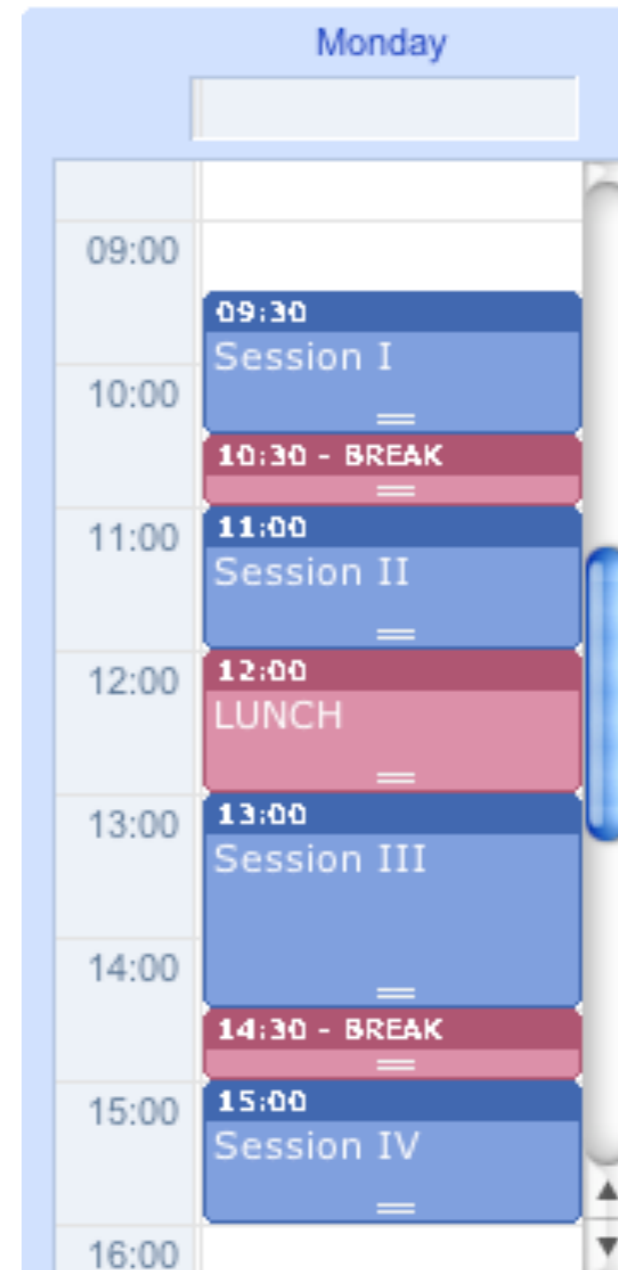 Monday
09:00
09:30
Session I
10:00
10:30 - BREAK
11:00
11:00
Session II
12:00
12:00
LUNCH
13:00
13:00
Session III
14:00
14:30 - BREAK
15:00
15:00
Session IV
16:00